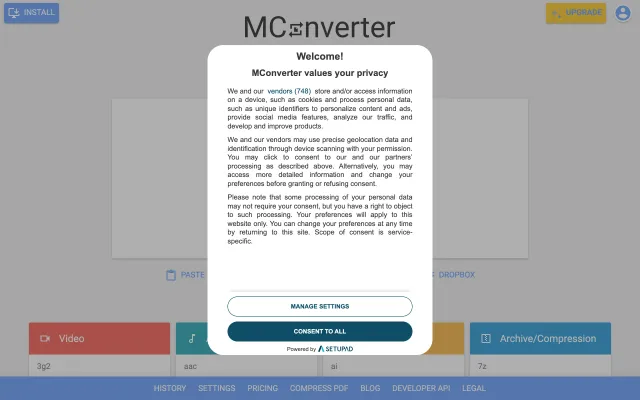 INSTALL
MConverter
UPGRADE
Welcome!
MConverter values your privacy
We and our vendors (748) store and/or access information
on a device, such as cookies and process personal data,
such as unique identifiers to personalize content and ads,
provide social media features, analyze our traffic, and
develop and improve products.
We and our vendors may use precise geolocation data and
identification through device scanning with your permission.
You may click to consent to our and our partners'
processing as described above. Alternatively, you may
access more detailed information and change your
preferences before granting or refusing consent.
Please note that some processing of your personal data
may not require your consent, but you have a right to object
to such processing. Your preferences will apply to this
website only. You can change your preferences at any time
by returning to this site. Scope of consent is service-
specific.
PASTE
DROPBOX
MANAGE SETTINGS
CONSENT TO ALL
Powered by SETUPAD
Video
Archive/Compression
3g2
aac
ai
7z
HISTORY SETTINGS PRICING COMPRESS PDF BLOG DEVELOPER API LEGAL